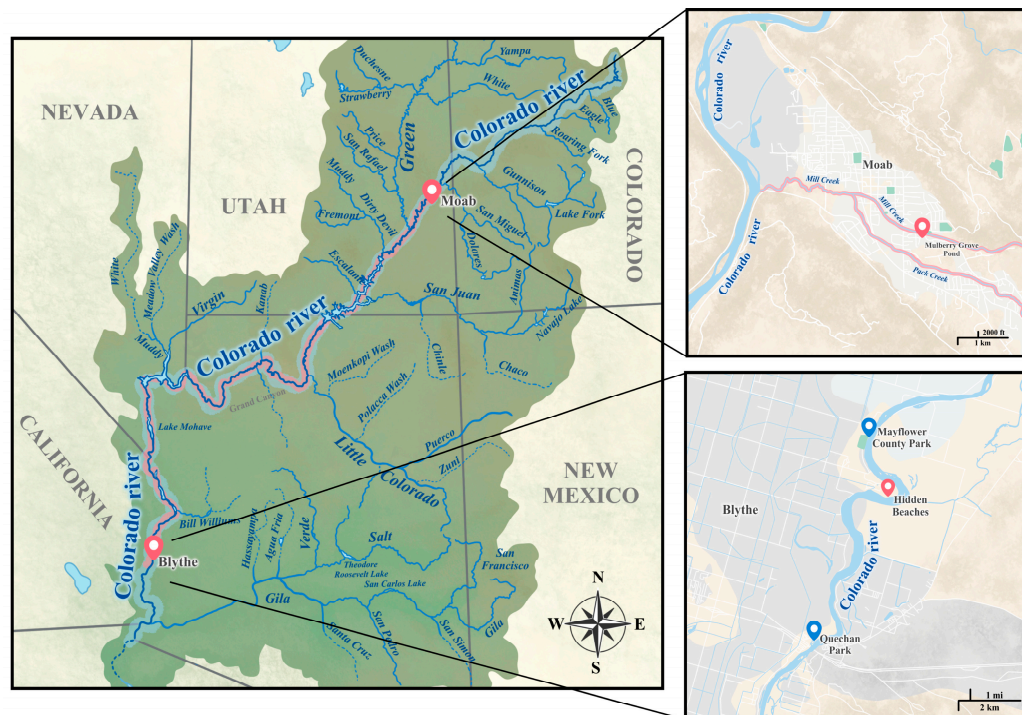 NEVADA
UTAH
COLORADO
CALIFORNIA
NEW
MEXICO
Duchesne
Strawberry
Yampa
White
Colorado river
Blue
Eagle
Roaring Fork
Green
Price
San Rafael
Muddy
Dirty Devil
Fremont
Moab
Gunnison
Lake Fork
San Miguel
Dolores
Animas
Escalante
San Juan
Navajo Lake
White
Meadow Valley Wash
Muddy
Virgin
Kanab
Colorado river
Grand Canyon
Moenkopi Wash
Polacca Wash
Chinle
Chaco
Lake Mohave
Little
Colorado
Puerco
Zuni
Colorado river
Bill Williams
Blythe
Hassayampa
Agua Fria
Verde
Salt
Theodore
Roosevelt Lake
San Carlos Lake
San
Francisco
Gila
Gila
Santa Cruz
San Pedro
San Simon
N
W
E
S
Colorado river
Colorado river
Moab
Mill Creek
Mill Creek
Mulberry Grove
Pond
Pack Creek
2000 ft
1 km
Mayflower
County Park
Hidden
Beaches
Blythe
Colorado river
Quechan
Park
1 mi
2 km